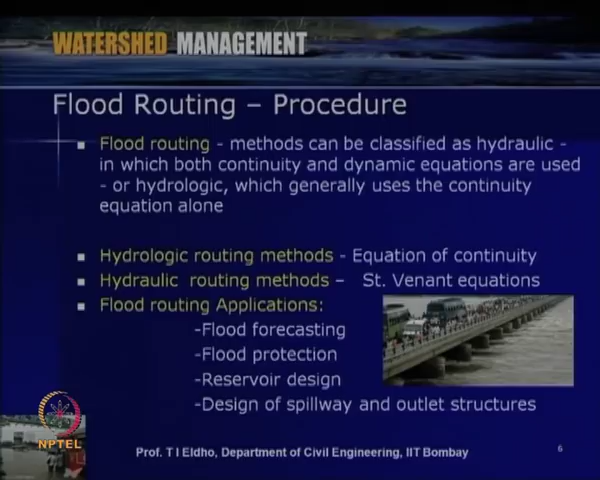 WATERSHED MANAGEMENT
Flood Routing – Procedure
Flood routing - methods can be classified as hydraulic -
in which both continuity and dynamic equations are used
- or hydrologic, which generally uses the continuity
equation alone
Hydrologic routing methods - Equation of continuity
Hydraulic routing methods – St. Venant equations
Flood routing Applications:
-Flood forecasting
-Flood protection
-Reservoir design
-Design of spillway and outlet structures
NPTEL
Prof. T I Eldho, Department of Civil Engineering, IIT Bombay
6